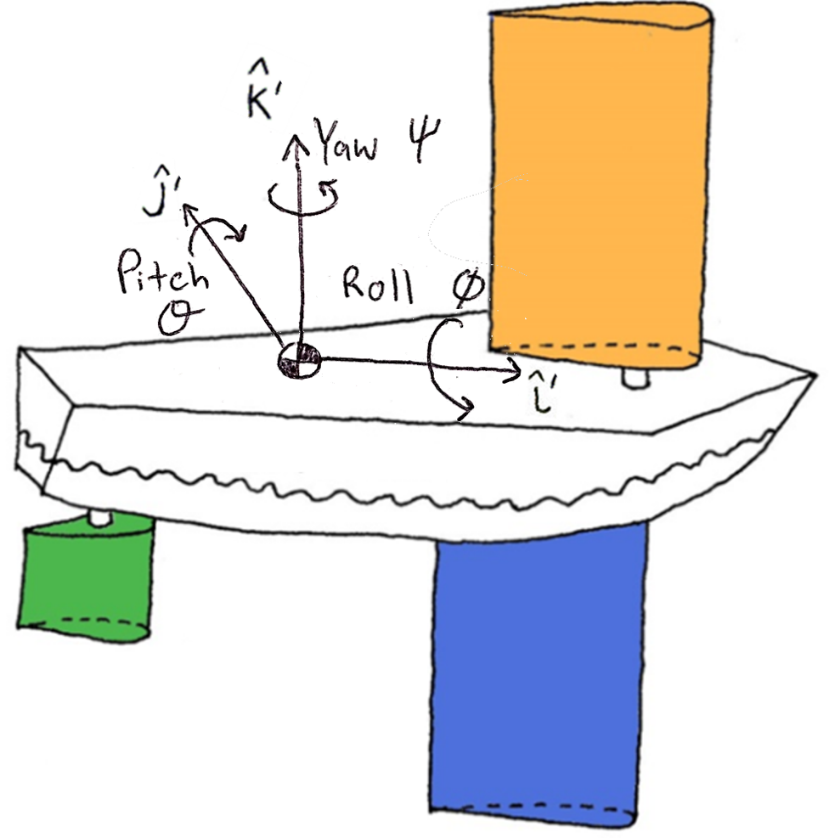 k̂'
Yaw ψ
ĵ'
Pitch
θ
Roll ϕ
î'